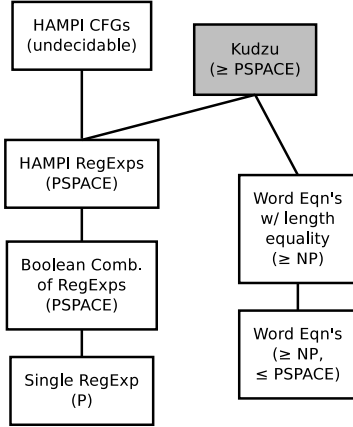 HAMPI CFGs
(undecidable)
Kudzu
(≥ PSPACE)
HAMPI RegExps
(PSPACE)
Word Eqn's
w/ length
equality
(≥ NP)
Boolean Comb.
of RegExps
(PSPACE)
Word Eqn's
(≥ NP,
≤ PSPACE)
Single RegExp
(P)